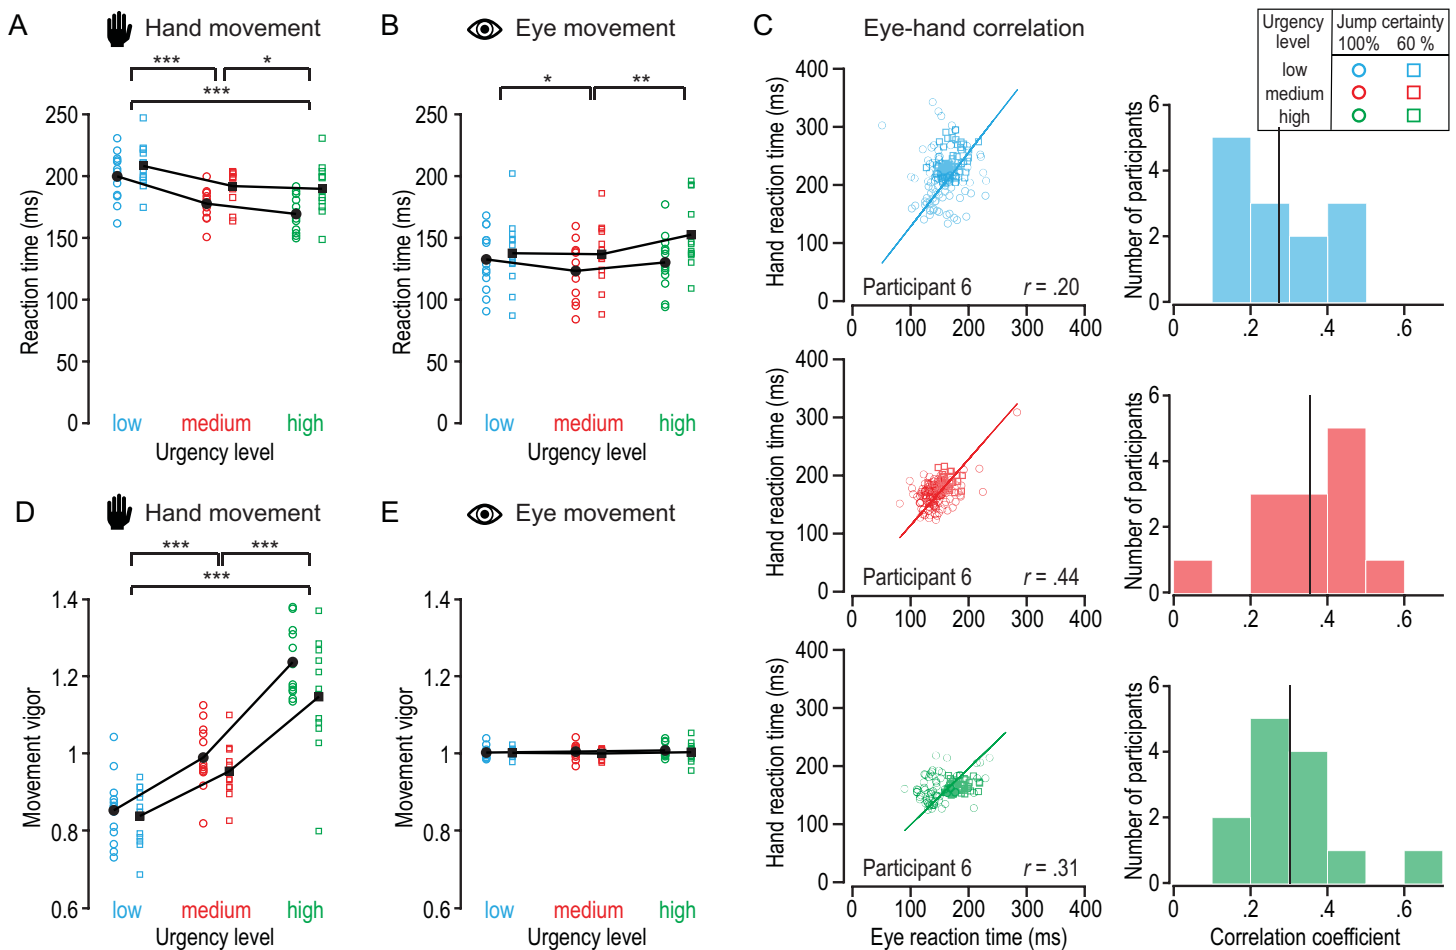 A Hand movement
*** *
***
250
200
150
100
50
0
Reaction time (ms)
low medium high
Urgency level
B Eye movement
* **
250
200
150
100
50
0
Reaction time (ms)
low medium high
Urgency level
C Eye-hand correlation
Urgency level Jump certainty
100% 60 %
low
medium
high
400
300
200
100
0
Hand reaction time (ms)
Participant 6 r = .20
0 100 200 300 400
6
4
2
0
Number of participants
0 .2 .4 .6
400
300
200
100
0
Hand reaction time (ms)
Participant 6 r = .44
0 100 200 300 400
6
4
2
0
Number of participants
0 .2 .4 .6
400
300
200
100
0
Hand reaction time (ms)
Participant 6 r = .31
0 100 200 300 400
Eye reaction time (ms)
6
4
2
0
Number of participants
0 .2 .4 .6
Correlation coefficient
D Hand movement
*** ***
***
1.4
1.2
1
0.8
0.6
Movement vigor
low medium high
Urgency level
E Eye movement
1.4
1.2
1
0.8
0.6
Movement vigor
low medium high
Urgency level